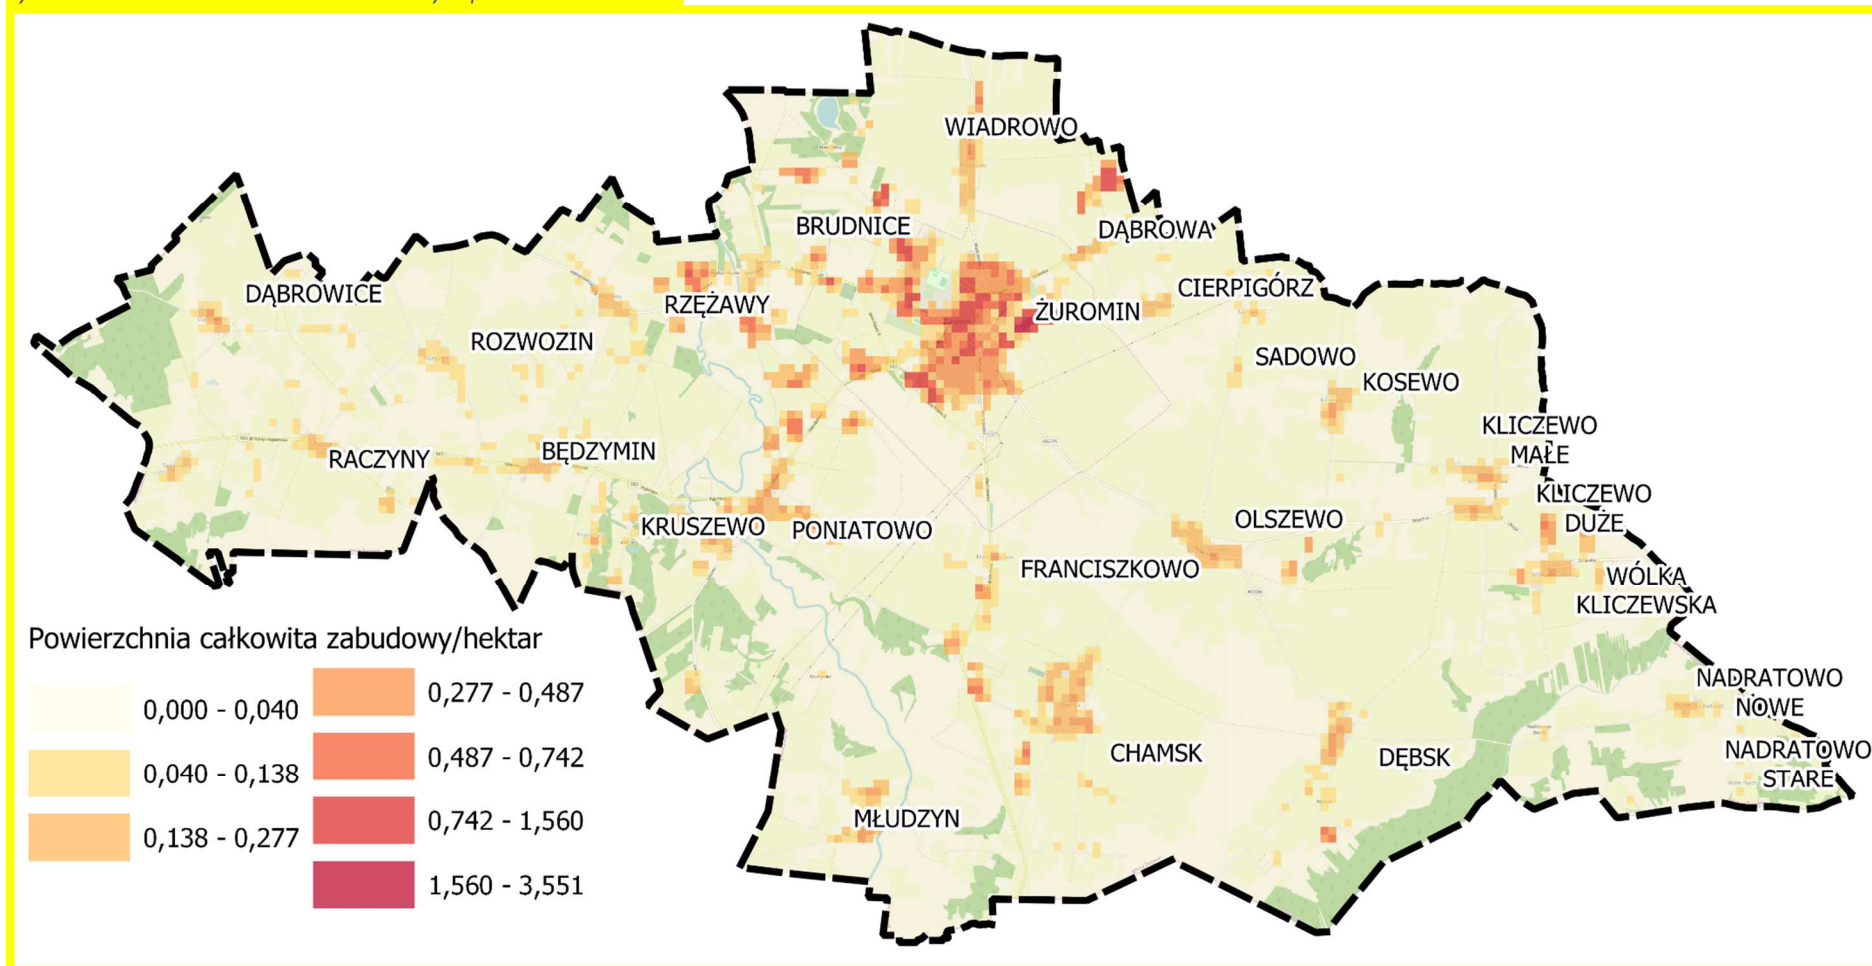 WIADROWO
BRUDNICE
DĄBROWA
DĄBROWICE
RZĘŻAWY
CIERPIGÓRZ
ŻUROMIN
ROZWOZIN
SADOWO
KOSEWO
KLICZEWO
MAŁE
RACZYNY
BĘDZYMIN
KLICZEWO
DUŻE
KRUSZEWO
PONIATOWO
OLSZEWO
FRANCISZKOWO
WÓLKA
KLICZEWSKA
Powierzchnia całkowita zabudowy/hektar
0,000 - 0,040
0,040 - 0,138
0,138 - 0,277
0,277 - 0,487
0,487 - 0,742
0,742 - 1,560
1,560 - 3,551
NADRATOWO
NOWE
CHAMSK
DĘBSK
NADRATOWO
STARE
MŁUDZYN